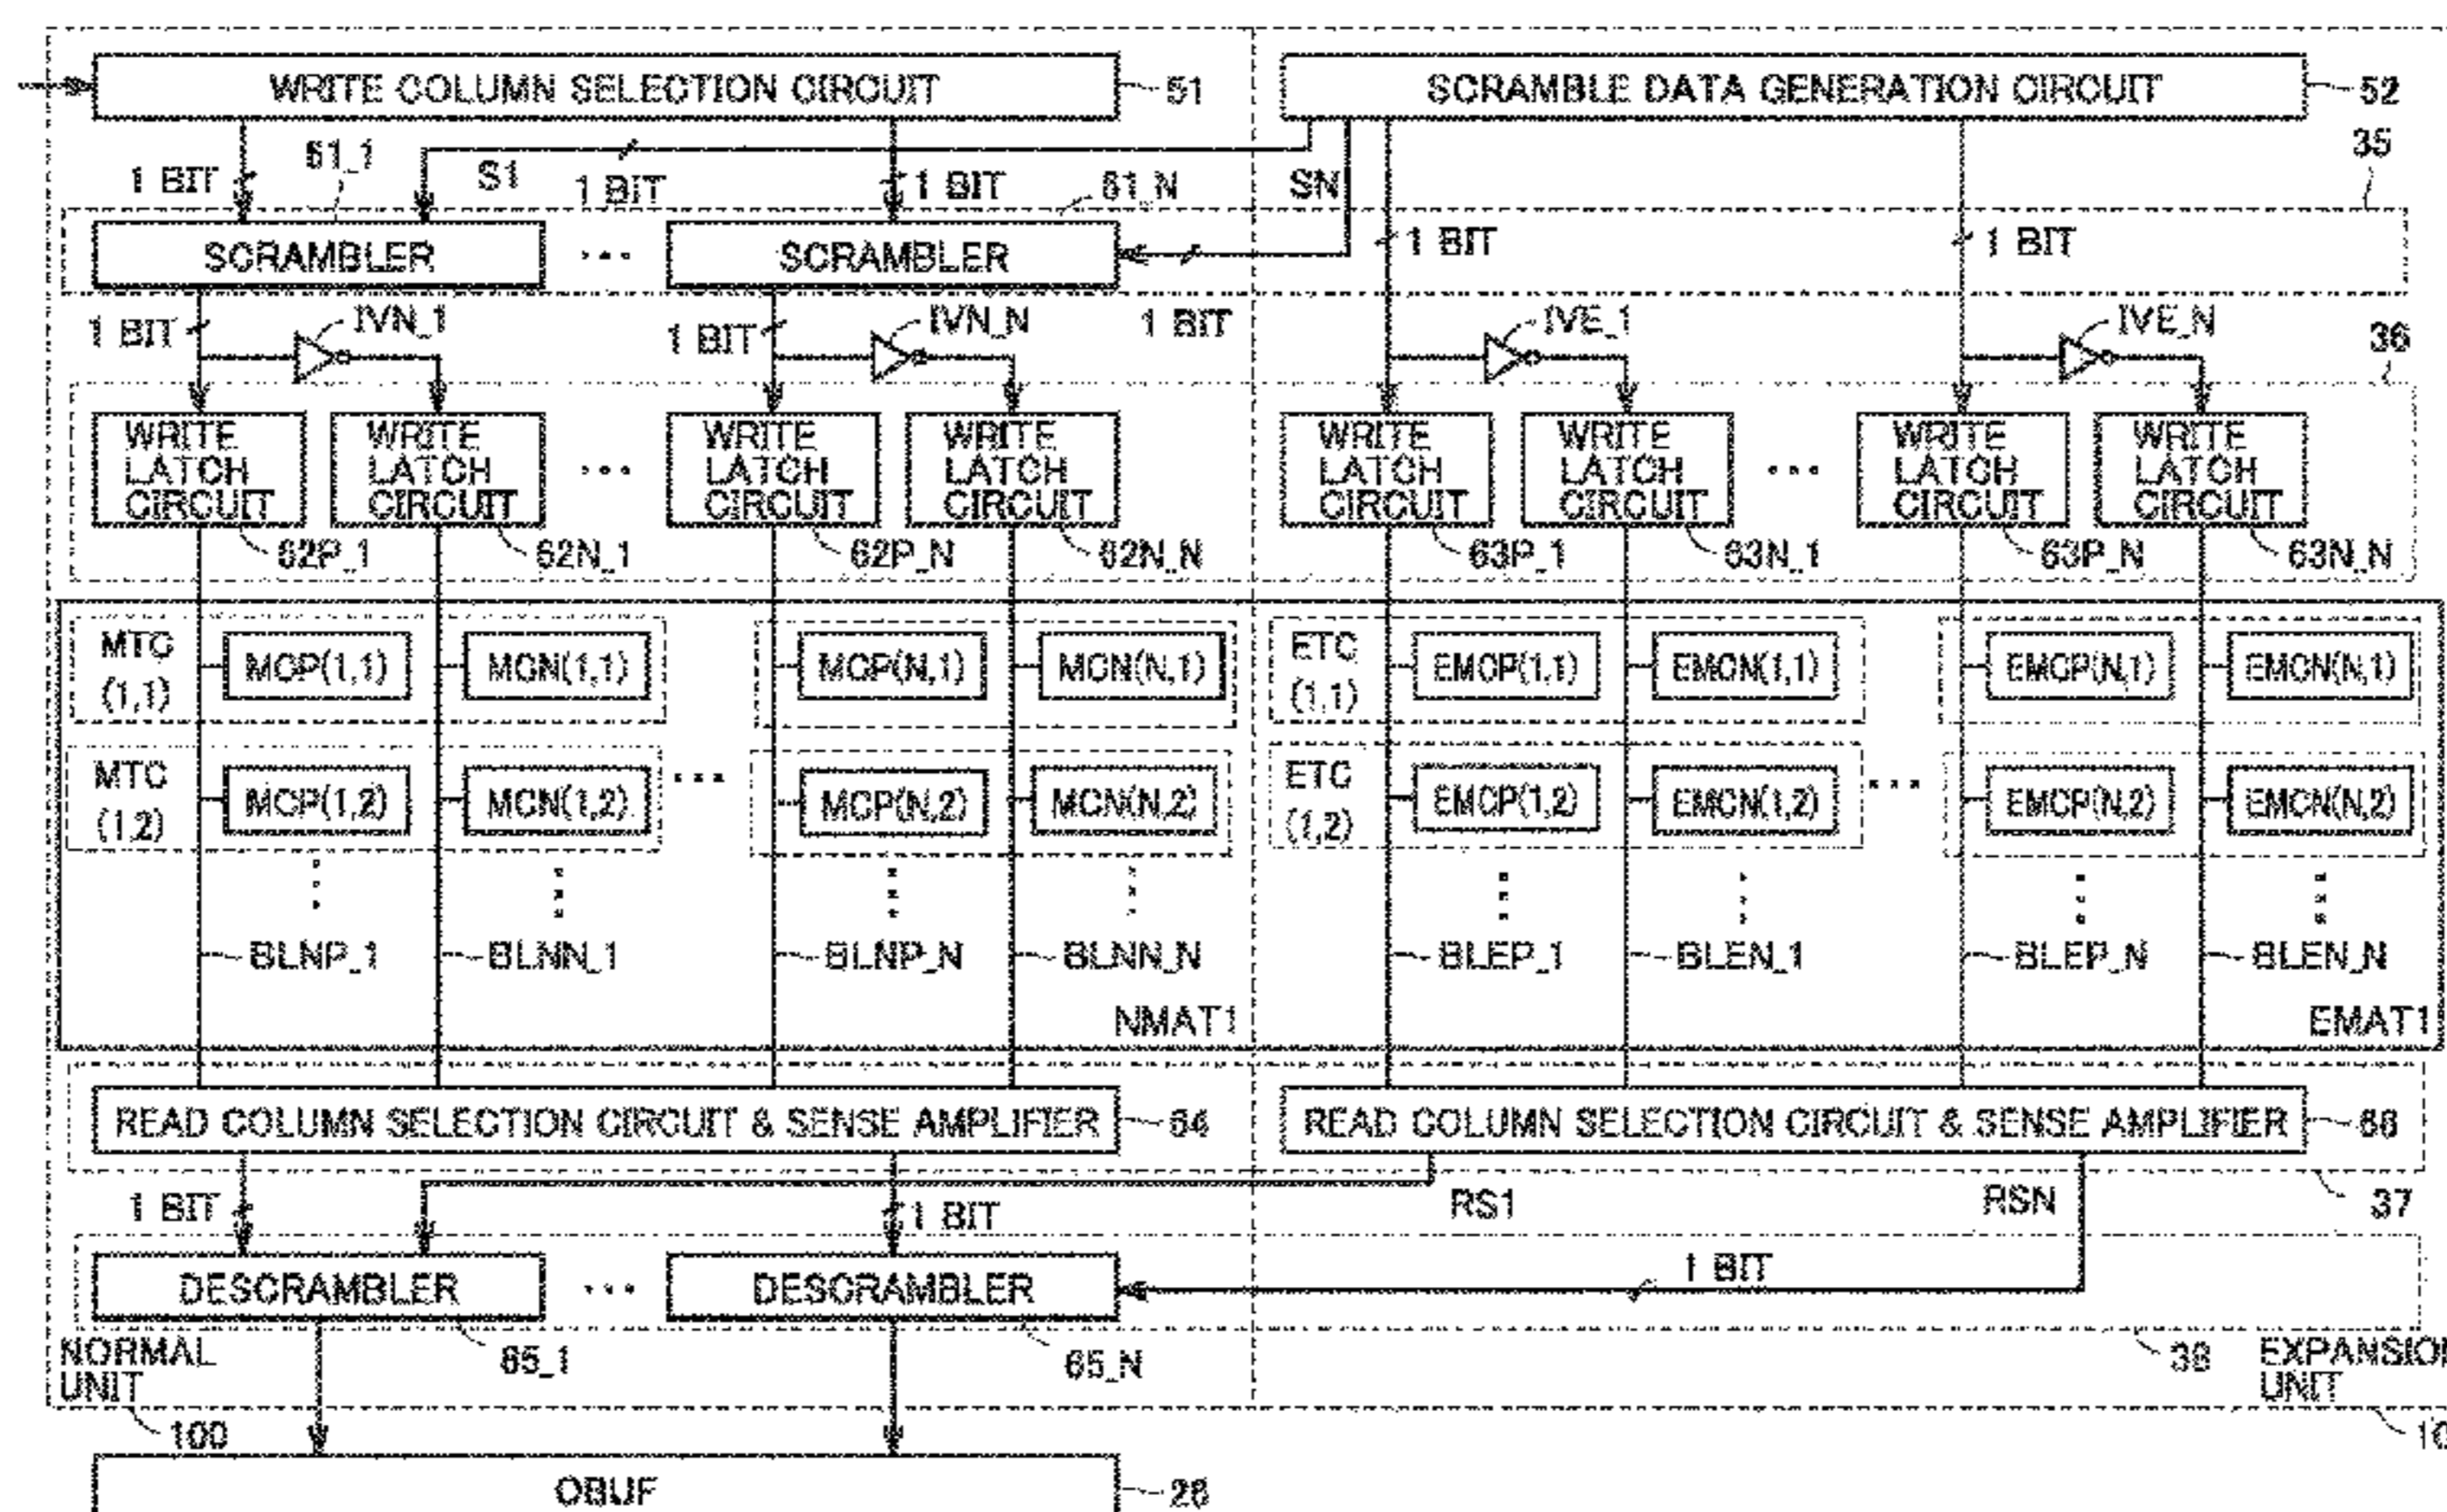 WRITE COLUMN SELECTION CIRCUIT 51 SCRAMBLE DATA GENERATION CIRCUIT 52
61_1 35
1 BIT S1 1 BIT 1 BIT 61_N SN
SCRAMBLER ... SCRAMBLER 1 BIT 1 BIT
1 BIT IVN_1 1 BIT IVN_N 1 BIT IVE_1 IVE_N 36
WRITE WRITE WRITE WRITE WRITE WRITE WRITE WRITE
LATCH LATCH ... LATCH LATCH LATCH LATCH ... LATCH LATCH
CIRCUIT CIRCUIT CIRCUIT CIRCUIT CIRCUIT CIRCUIT CIRCUIT CIRCUIT
62P_1 62N_1 62P_N 62N_N 63P_1 63N_1 63P_N 63N_N
MTC ETC
MCP(1,1) MCN(1,1) MCP(N,1) MCN(N,1) EMCP(1,1) EMCN(1,1) EMCP(N,1) EMCN(N,1)
(1,1) (1,1)
MTC ... ETC ...
MCP(1,2) MCN(1,2) MCP(N,2) MCN(N,2) EMCP(1,2) EMCN(1,2) EMCP(N,2) EMCN(N,2)
(1,2) (1,2)
BLNP_1 BLNN_1 BLNP_N BLNN_N BLEP_1 BLEN_1 BLEP_N BLEN_N
NMAT1 EMAT1
READ COLUMN SELECTION CIRCUIT & SENSE AMPLIFIER 64 READ COLUMN SELECTION CIRCUIT & SENSE AMPLIFIER 66
1 BIT 1 BIT RS1 RSN 37
DESCRAMBLER ... DESCRAMBLER 1 BIT
NORMAL 65_1 65_N 38 EXPANSION
UNIT UNIT
100 10
OBUF 26